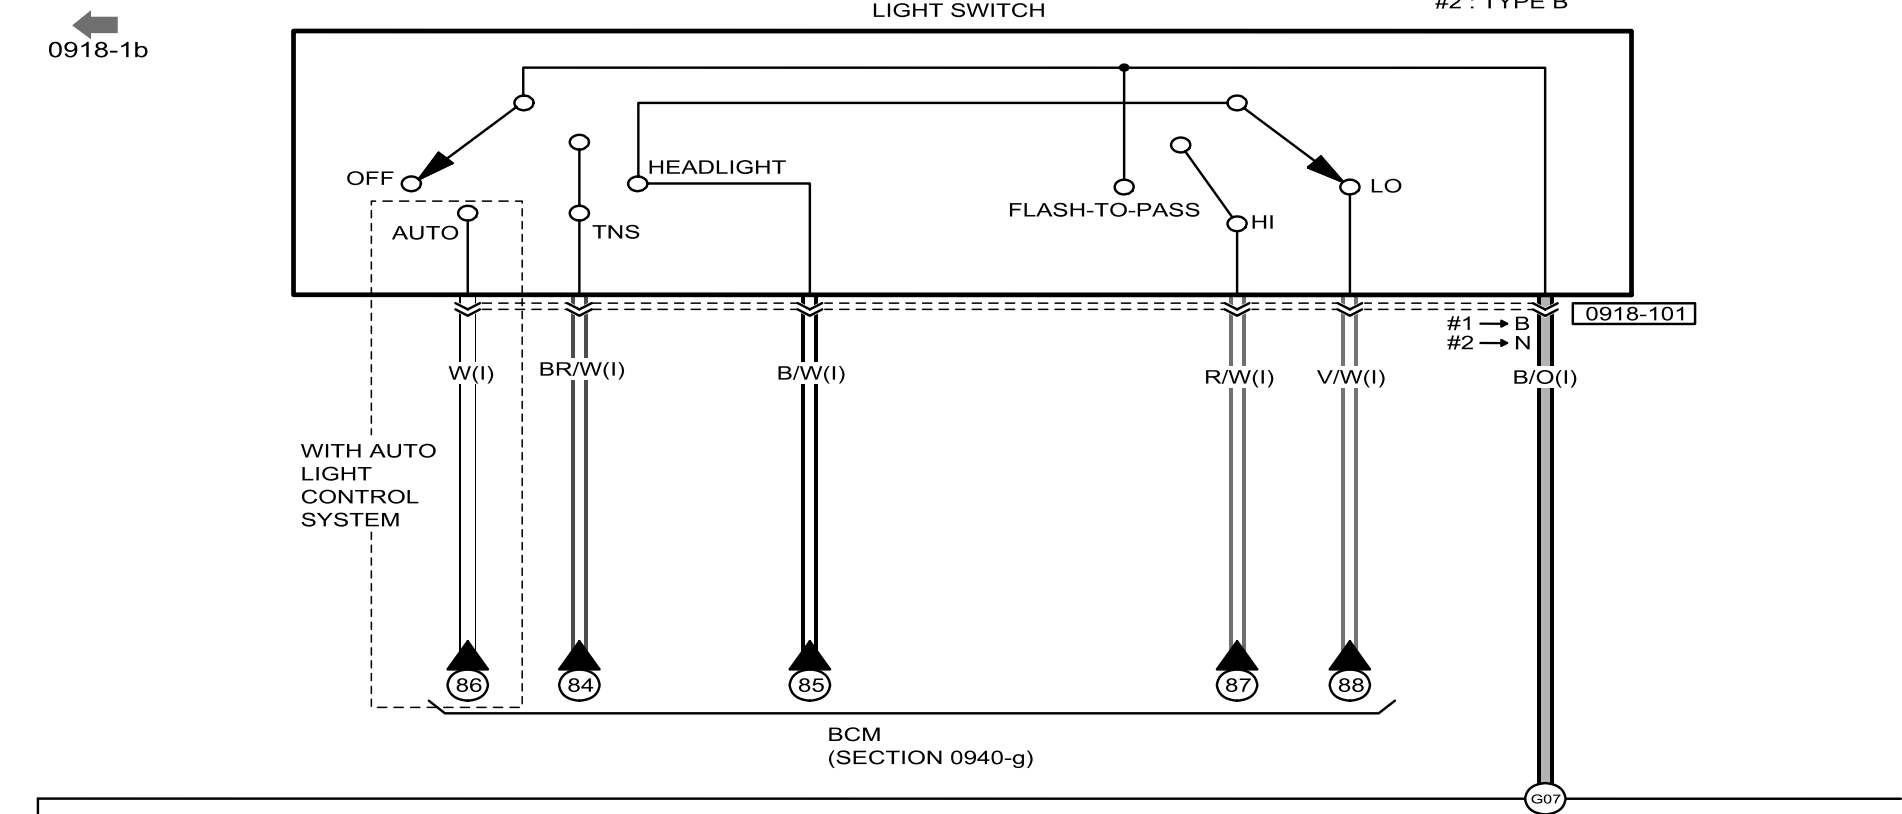 LIGHT SWITCH
#2 : TYPE B
0918-1b
OFF
HEADLIGHT
AUTO
TNS
FLASH-TO-PASS
HI
LO
0918-101
#1 B
#2 N
W(I)
BR/W(I)
B/W(I)
R/W(I)
V/W(I)
B/O(I)
WITH AUTO
LIGHT
CONTROL
SYSTEM
86
84
85
87
88
BCM
(SECTION 0940-g)
G07